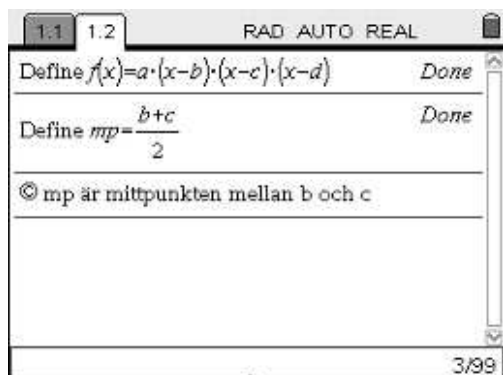 1.1 1.2 RAD AUTO REAL
Define f(x)=a·(x−b)·(x−c)·(x−d) Done
Define mp=(b+c)/2 Done
© mp är mittpunkten mellan b och c
3/99